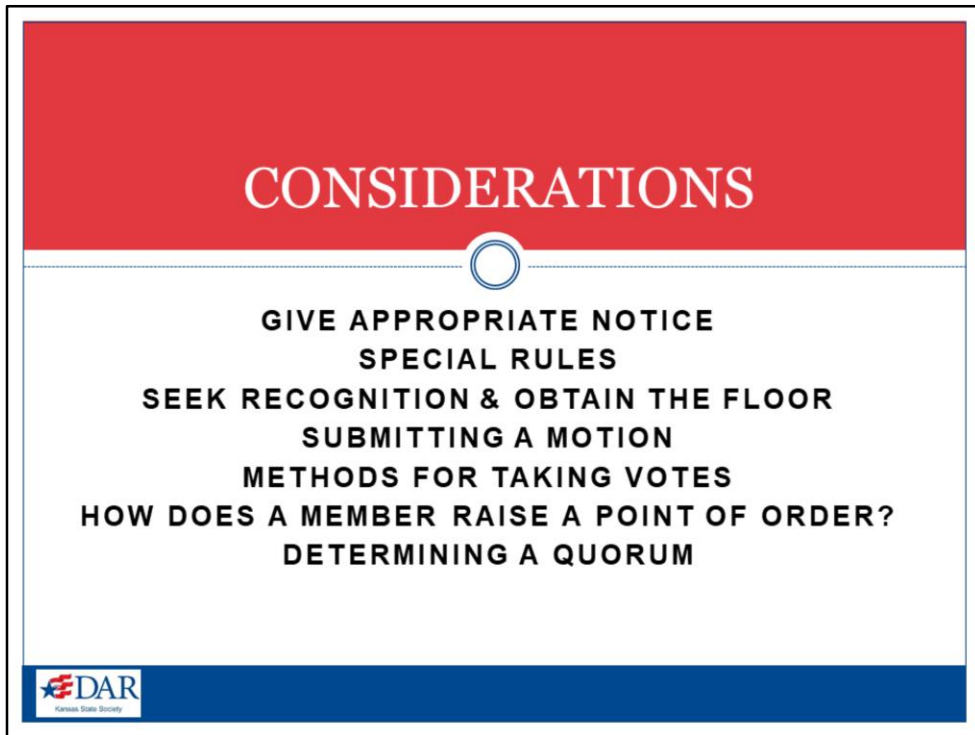 CONSIDERATIONS
GIVE APPROPRIATE NOTICE
SPECIAL RULES
SEEK RECOGNITION & OBTAIN THE FLOOR
SUBMITTING A MOTION
METHODS FOR TAKING VOTES
HOW DOES A MEMBER RAISE A POINT OF ORDER?
DETERMINING A QUORUM
DAR
Kansas State Society